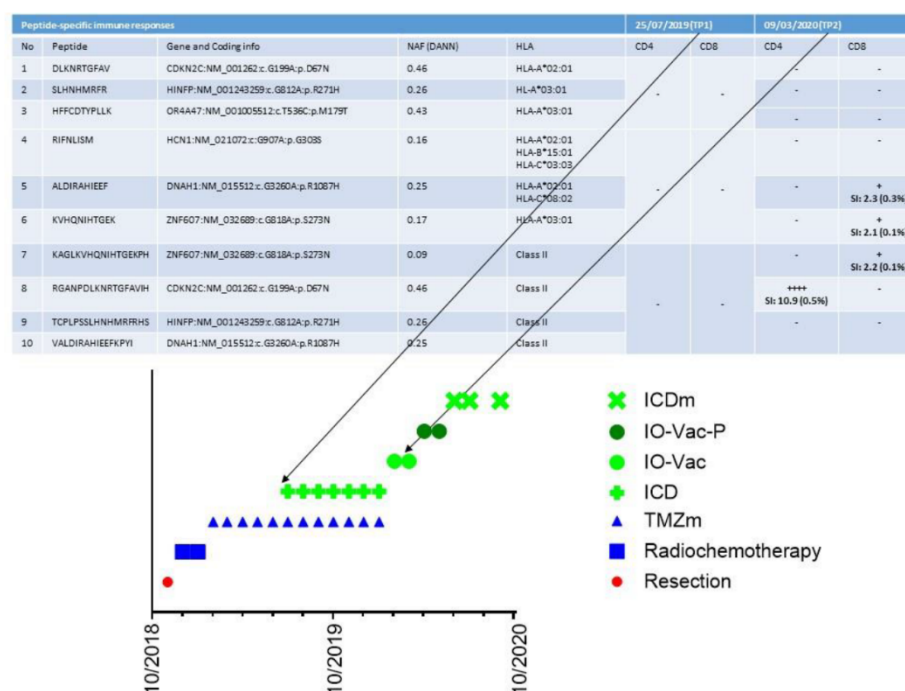 Peptide-specific immune responses 25/07/2019(TP1) 09/03/2020(TP2)
No Peptide Gene and Coding info NAF (DANN) HLA CD4 CD8 CD4 CD8
1 DLKNRTGFAV CDKN2C:NM_001262:c.G199A:p.D67N 0.46 HLA-A*02:01 - -
2 SLHNHMRFR HINFP:NM_001243259:c.G812A:p.R271H 0.26 HL-A*03:01 - - - -
3 HFFCDTYPLLK OR4A47:NM_001005512:c.T536C:p.M179T 0.43 HLA-A*03:01 - -
4 RIFNLISM HCN1:NM_021072:c:G907A:p.G303S 0.16 HLA-A*02:01 - -
HLA-B*15:01
HLA-C*03:03
5 ALDIRAHIEEF DNAH1:NM_015512:c.G3260A:p.R1087H 0.25 HLA-A*02:01 - - - +
HLA-C*08:02 SI: 2.3 (0.3%
6 KVHQNIHTGEK ZNF607:NM_032689:c.G818A:p.S273N 0.17 HLA-A*03:01 - +
SI: 2.1 (0.1%
7 KAGLKVHQNIHTGEKPH ZNF607:NM_032689:c.G818A:p.S273N 0.09 Class II - +
SI: 2.2 (0.1%
8 RGANPDLKNRTGFAVIH CDKN2C:NM_001262:c.G199A:p.D67N 0.46 Class II - - ++++ -
SI: 10.9 (0.5%)
9 TCPLPSSLHNHMRFRHS HINFP:NM_001243259:c.G812A:p.R271H 0.26 Class II - -
10 VALDIRAHIEEFKPYI DNAH1:NM_015512:c.G3260A:p.R1087H 0.25 Class II
ICDm
IO-Vac-P
IO-Vac
ICD
TMZm
Radiochemotherapy
Resection
10/2018
10/2019
10/2020